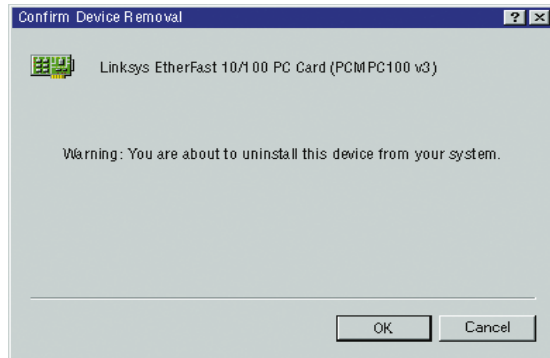 Confirm Device Removal
Linksys EtherFast 10/100 PC Card (PCMPC100 v3)
Warning: You are about to uninstall this device from your system.
OK
Cancel